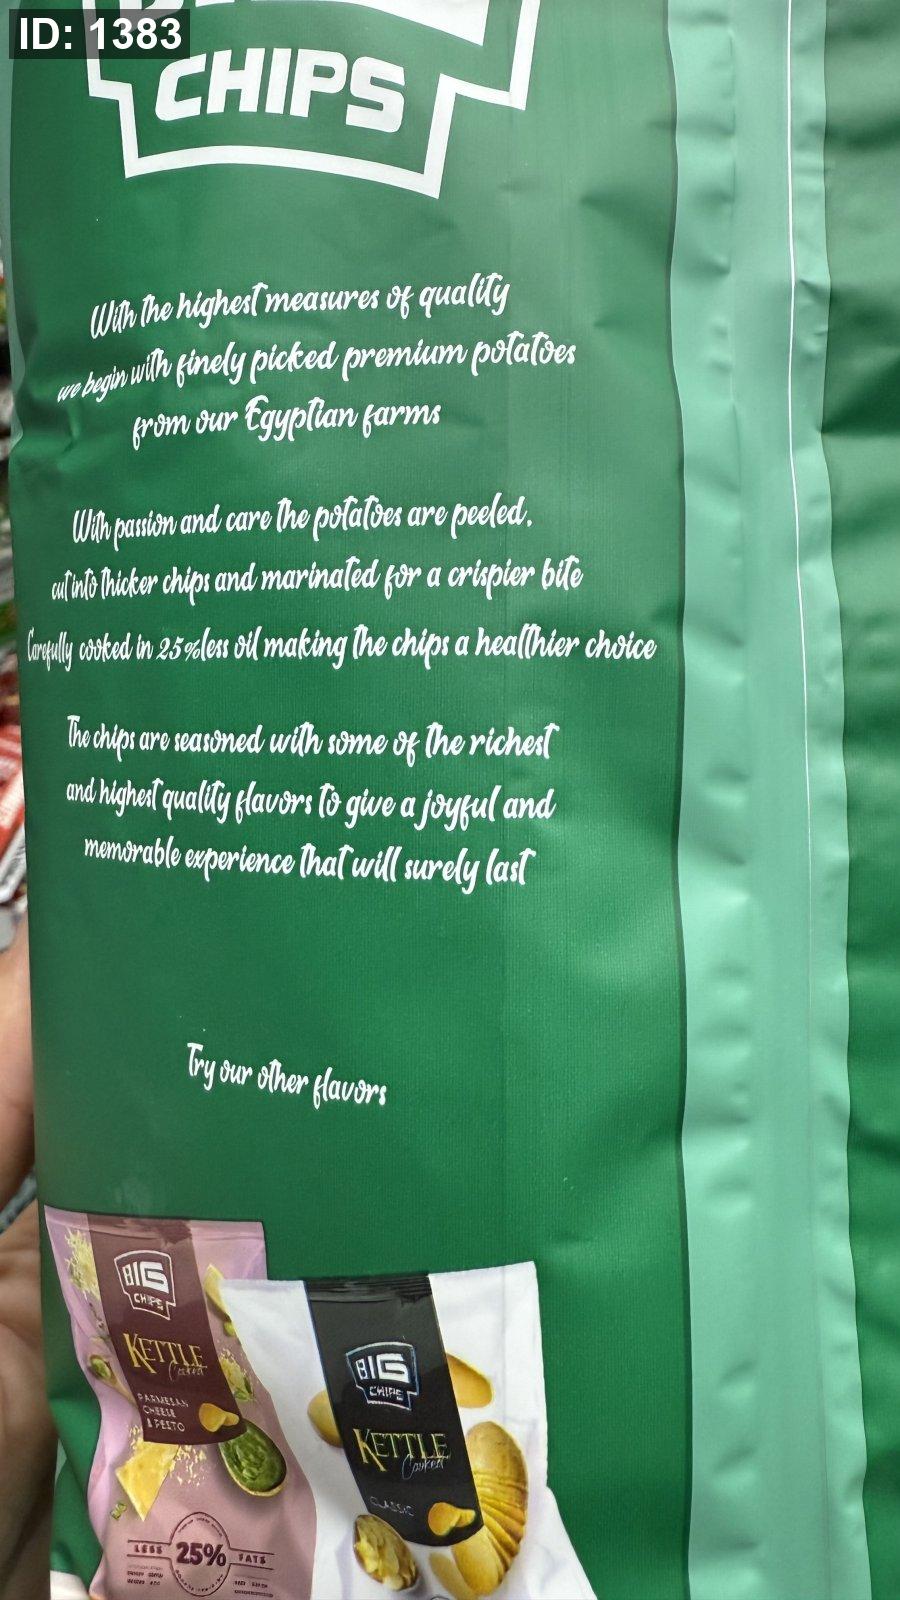 ID: 1383
CHIPS
With the highest measures of quality
we begin with finely picked premium potatoes
from our Egyptian farms
With passion and care the potatoes are peeled,
cut into thicker chips and marinated for a crispier bite
Carefully cooked in 25%less oil making the chips a healthier choice
The chips are seasoned with some of the richest
and highest quality flavors to give a joyful and
memorable experience that will surely last
Try our other flavors
BIG
CHIPS
KETTLE
Cooked
PARMESAN
CHEESE
& PESTO
LESS 25% FATS
BIG
CHIPS
KETTLE
Cooked
CLASSIC